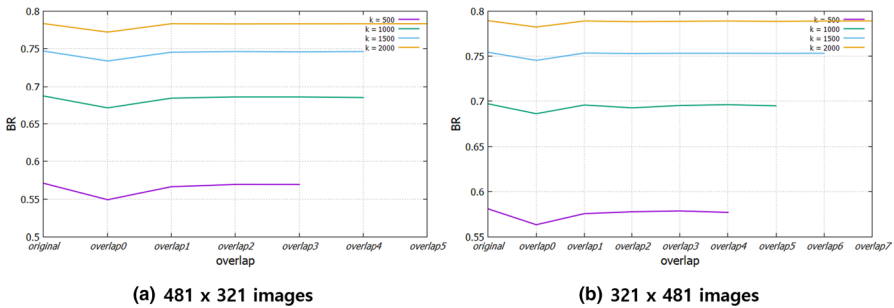 0.8
0.75
0.7
0.65
0.6
0.55
0.5
BR
k = 500
k = 1000
k = 1500
k = 2000
original overlap0 overlap1 overlap2 overlap3 overlap4 overlap5
overlap
(a) 481 x 321 images
0.8
0.75
0.7
0.65
0.6
0.55
BR
k = 500
k = 1000
k = 1500
k = 2000
original overlap0 overlap1 overlap2 overlap3 overlap4 overlap5 overlap6 overlap7
overlap
(b) 321 x 481 images